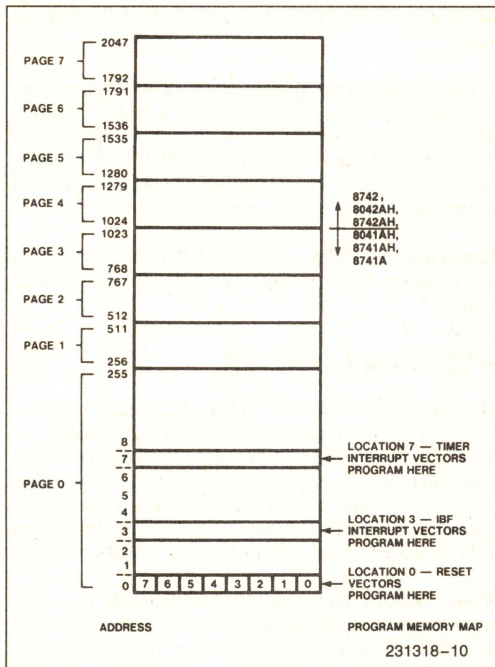 2047
PAGE 7
1792
1791
PAGE 6
1536
1535
PAGE 5
1280
1279
PAGE 4
1024
1023
PAGE 3
768
767
PAGE 2
512
511
PAGE 1
256
255
8742,
8042AH,
8742AH,
8041AH,
8741AH,
8741A
PAGE 0
8
7
6
5
4
3
2
1
0
7 6 5 4 3 2 1 0
LOCATION 7 — TIMER
INTERRUPT VECTORS
PROGRAM HERE
LOCATION 3 — IBF
INTERRUPT VECTORS
PROGRAM HERE
LOCATION 0 — RESET
VECTORS
PROGRAM HERE
ADDRESS
PROGRAM MEMORY MAP
231318–10